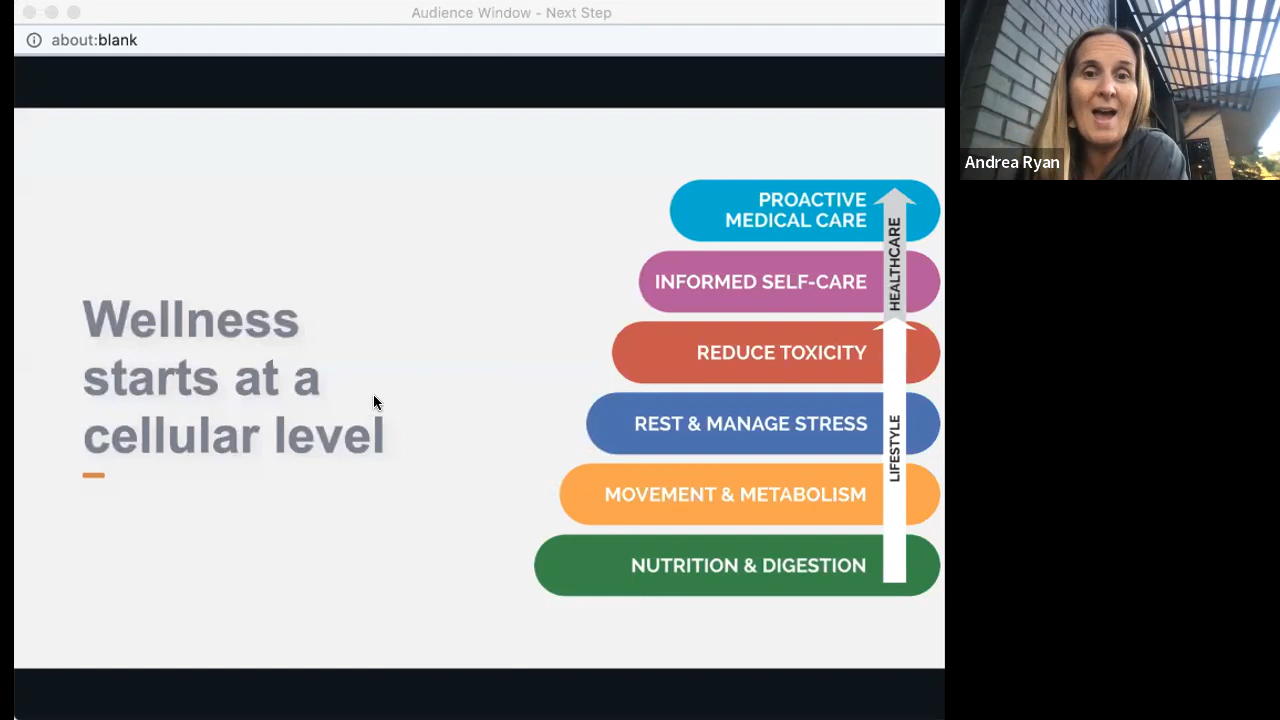 Audience Window - Next Step
about:blank
Andrea Ryan
Wellness
starts at a
cellular level
PROACTIVE
MEDICAL CARE
INFORMED SELF-CARE
REDUCE TOXICITY
REST & MANAGE STRESS
MOVEMENT & METABOLISM
NUTRITION & DIGESTION
HEALTHCARE
LIFESTYLE